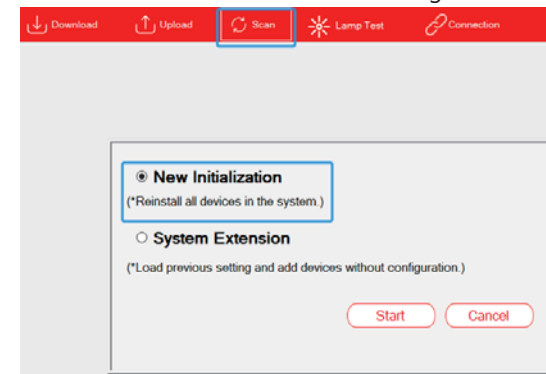 Download Upload Scan Lamp Test Connection
New Initialization
(*Reinstall all devices in the system.)
System Extension
(*Load previous setting and add devices without configuration.)
Start Cancel